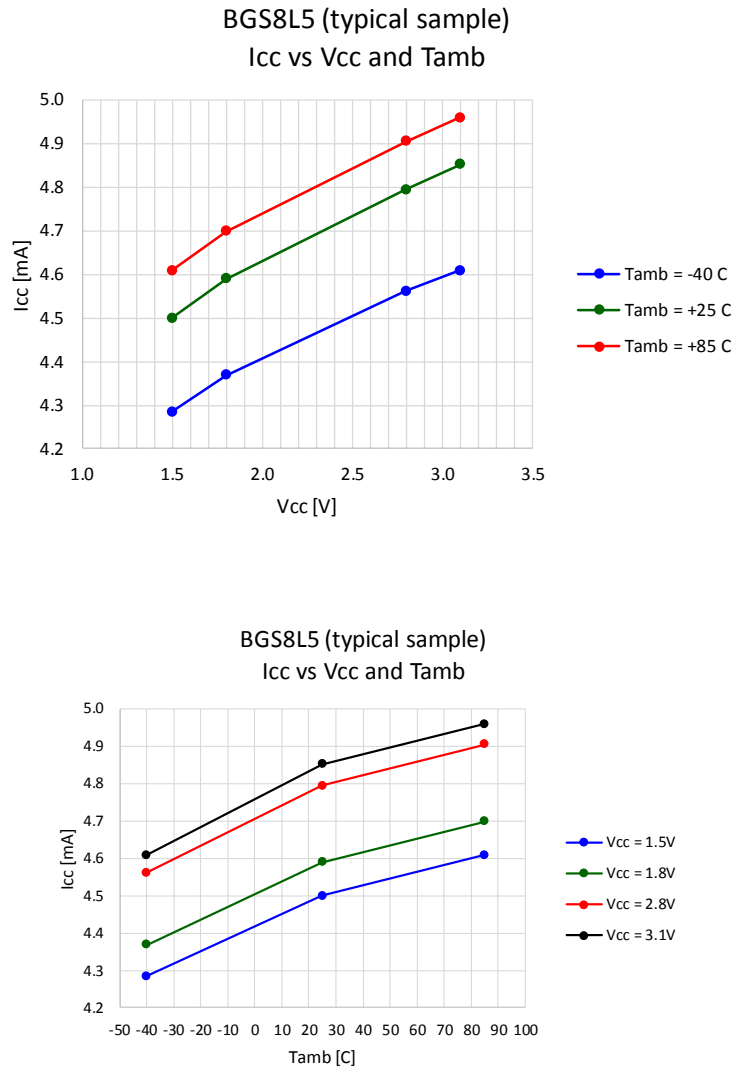 BGS8L5 (typical sample)
Icc vs Vcc and Tamb
5.0
4.9
4.8
4.7
4.6
4.5
4.4
4.3
4.2
Icc [mA]
1.0 1.5 2.0 2.5 3.0 3.5
Vcc [V]
Tamb = -40 C
Tamb = +25 C
Tamb = +85 C
BGS8L5 (typical sample)
Icc vs Vcc and Tamb
5.0
4.9
4.8
4.7
4.6
4.5
4.4
4.3
4.2
Icc [mA]
-50 -40 -30 -20 -10 0 10 20 30 40 50 60 70 80 90 100
Tamb [C]
Vcc = 1.5V
Vcc = 1.8V
Vcc = 2.8V
Vcc = 3.1V